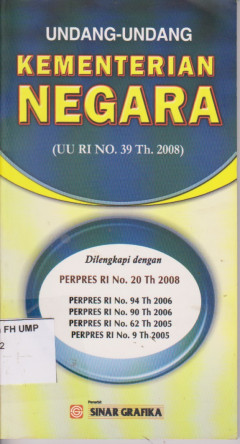 UNDANG-UNDANG
KEMENTERIAN
NEGARA
(UU RI NO. 39 Th. 2008)
Dilengkapi dengan
PERPRES RI No. 20 Th 2008
PERPRES RI No. 94 Th 2006
PERPRES RI No. 90 Th 2006
PERPRES RI No. 62 Th 2005
PERPRES RI No. 9 Th 2005
FH UMP
2
Penerbit
SINAR GRAFIKA